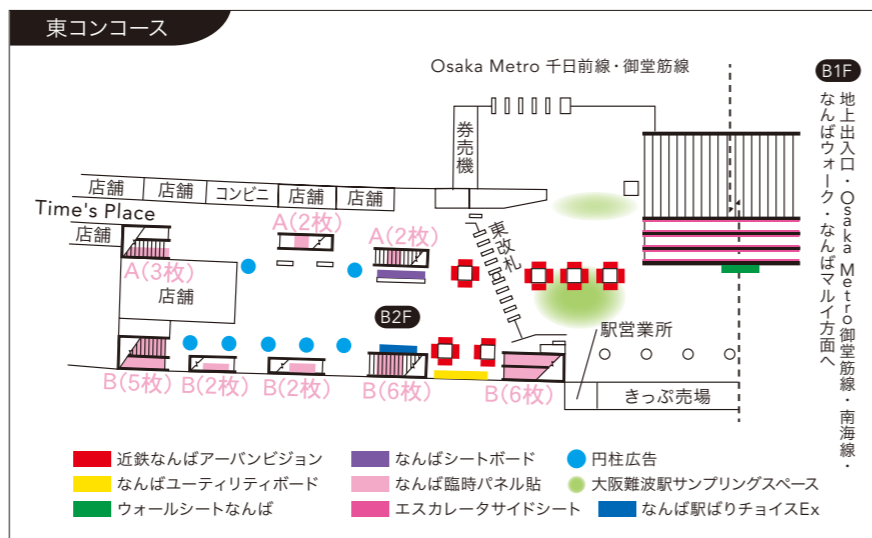 東コンコース
Osaka Metro 千日前線・御堂筋線
B1F
地上出入口・Osaka Metro御堂筋線・南海線・
なんばウォーク・なんばマルイ方面へ
券売機
店舗
店舗
コンビニ
店舗
店舗
Time's Place
店舗
A(2枚)
A(2枚)
東改札
A(3枚)
店舗
B2F
駅営業所
B(5枚)
B(2枚)
B(2枚)
B(6枚)
B(6枚)
きっぷ売場
近鉄なんばアーバンビジョン
なんばシートボード
円柱広告
なんばユーティリティボード
なんば臨時パネル貼
大阪難波駅サンプリングスペース
ウォールシートなんば
エスカレータサイドシート
なんば駅ばりチョイスEx